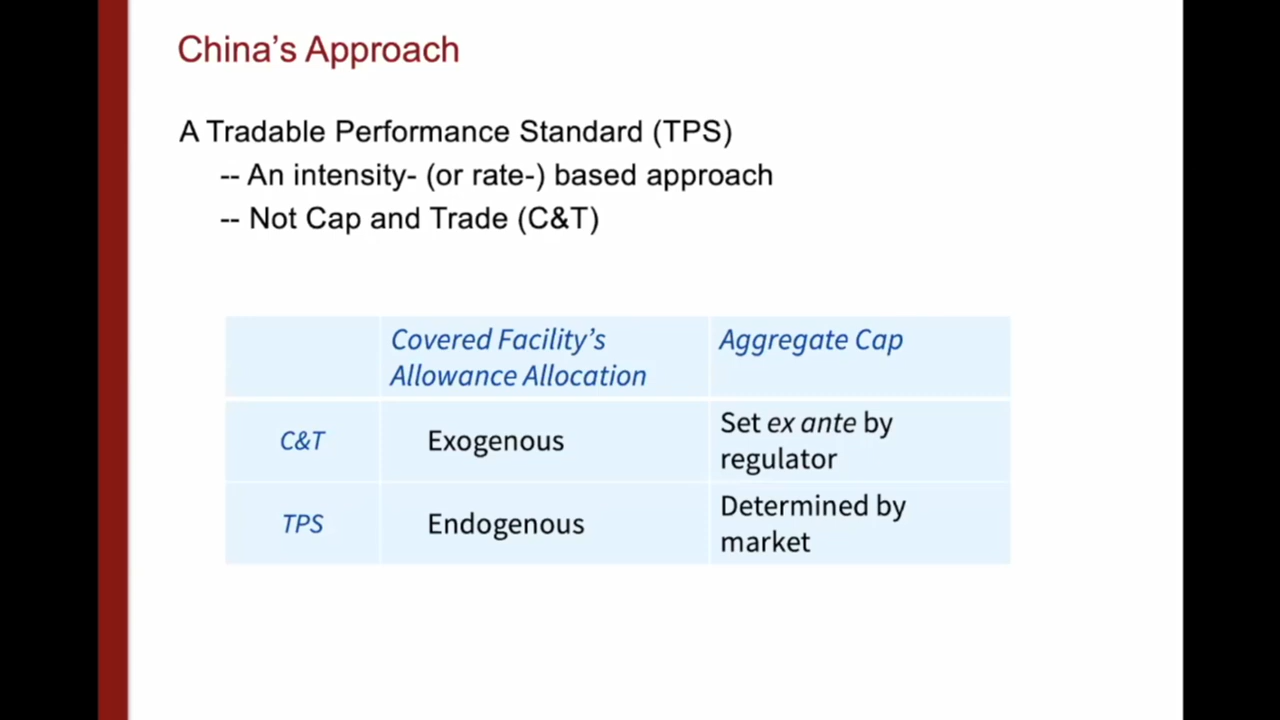 China's Approach
A Tradable Performance Standard (TPS)
-- An intensity- (or rate-) based approach
-- Not Cap and Trade (C&T)
Covered Facility's
Allowance Allocation
Aggregate Cap
C&T
Exogenous
Set ex ante by
regulator
TPS
Endogenous
Determined by
market